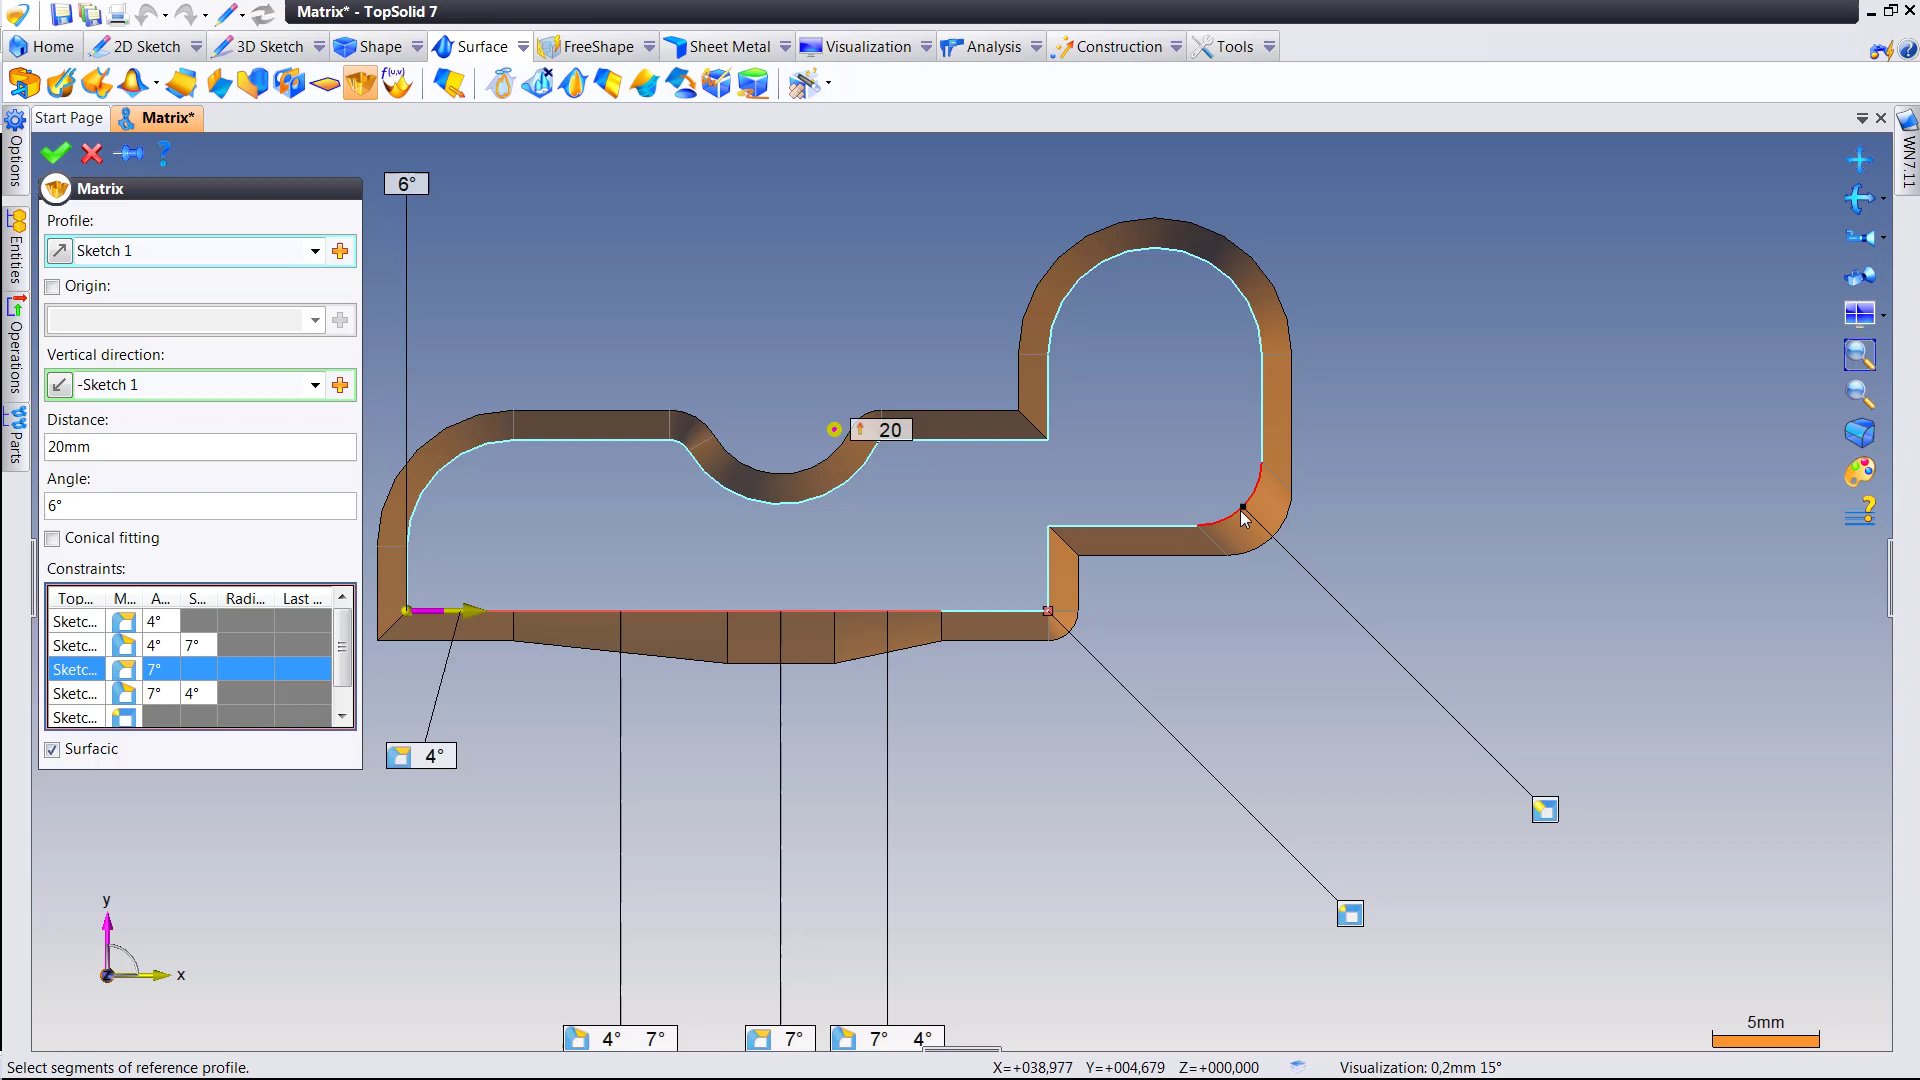 Matrix* - TopSolid 7
Home
2D Sketch
3D Sketch
Shape
Surface
FreeShape
Sheet Metal
Visualization
Analysis
Construction
Tools
f(u,v)
Start Page
Matrix*
Options
Entities
Operations
Parts
WN7.11
Matrix
Profile:
Sketch 1
Origin:
Vertical direction:
-Sketch 1
Distance:
20mm
Angle:
6°
Conical fitting
Constraints:
Top... M... A... S... Radi... Last ...
Sketc... 4°
Sketc... 4° 7°
Sketc... 7°
Sketc... 7° 4°
Sketc...
Surfacic
6°
20
4°
4° 7°
7°
7° 4°
y
x
5mm
Select segments of reference profile.
X=+038,977 Y=+004,679 Z=+000,000
Visualization: 0,2mm 15°